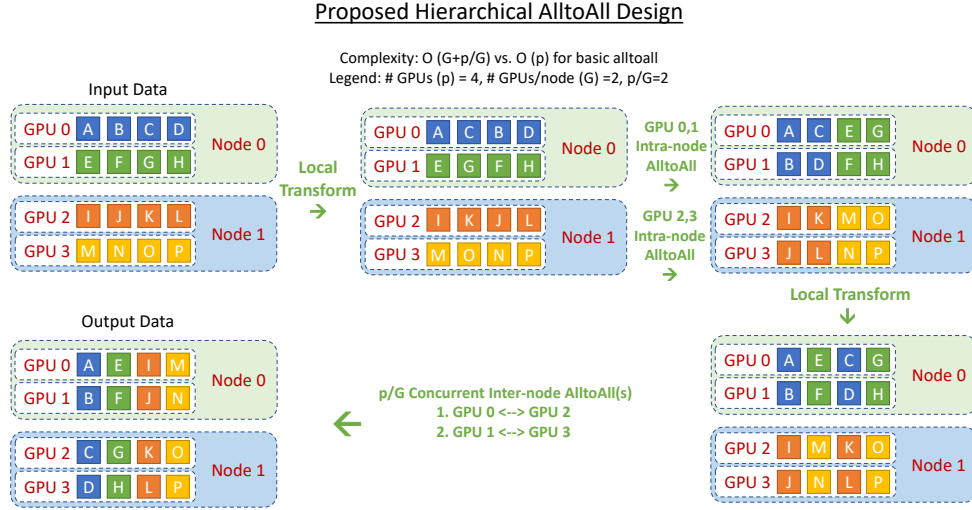 Proposed Hierarchical AlltoAll Design
Complexity: O (G+p/G) vs. O (p) for basic alltoall
Legend: # GPUs (p) = 4, # GPUs/node (G) =2, p/G=2
Input Data
GPU 0 A B C D
GPU 1 E F G H
Node 0
GPU 2 I J K L
GPU 3 M N O P
Node 1
Local
Transform
→
GPU 0 A C B D
GPU 1 E G F H
Node 0
GPU 2 I K J L
GPU 3 M O N P
Node 1
GPU 0,1
Intra-node
AlltoAll
→
GPU 2,3
Intra-node
AlltoAll
→
GPU 0 A C E G
GPU 1 B D F H
Node 0
GPU 2 I K M O
GPU 3 J L N P
Node 1
Local Transform
↓
GPU 0 A E C G
GPU 1 B F D H
Node 0
GPU 2 I M K O
GPU 3 J N L P
Node 1
p/G Concurrent Inter-node AlltoAll(s)
1. GPU 0 <--> GPU 2
2. GPU 1 <--> GPU 3
←
Output Data
GPU 0 A E I M
GPU 1 B F J N
Node 0
GPU 2 C G K O
GPU 3 D H L P
Node 1